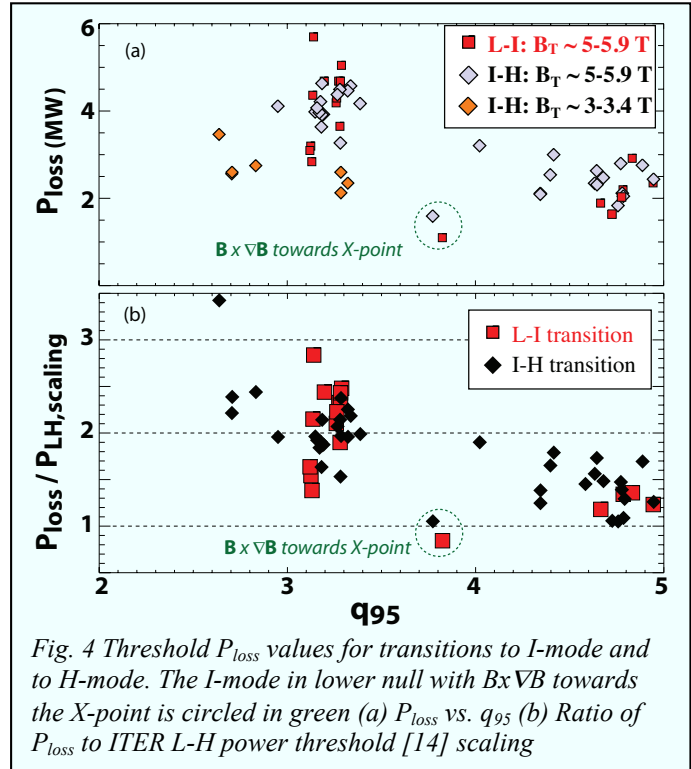 6
(a)
L-I: B_T ~ 5-5.9 T
I-H: B_T ~ 5-5.9 T
I-H: B_T ~ 3-3.4 T
P_loss (MW)
4
2
B x ∇B towards X-point
(b)
L-I transition
I-H transition
P_loss / P_LH,scaling
3
2
1
B x ∇B towards X-point
2 3 4 5
q_95
Fig. 4 Threshold P_loss values for transitions to I-mode and
to H-mode. The I-mode in lower null with Bx∇B towards
the X-point is circled in green (a) P_loss vs. q_95 (b) Ratio of
P_loss to ITER L-H power threshold [14] scaling